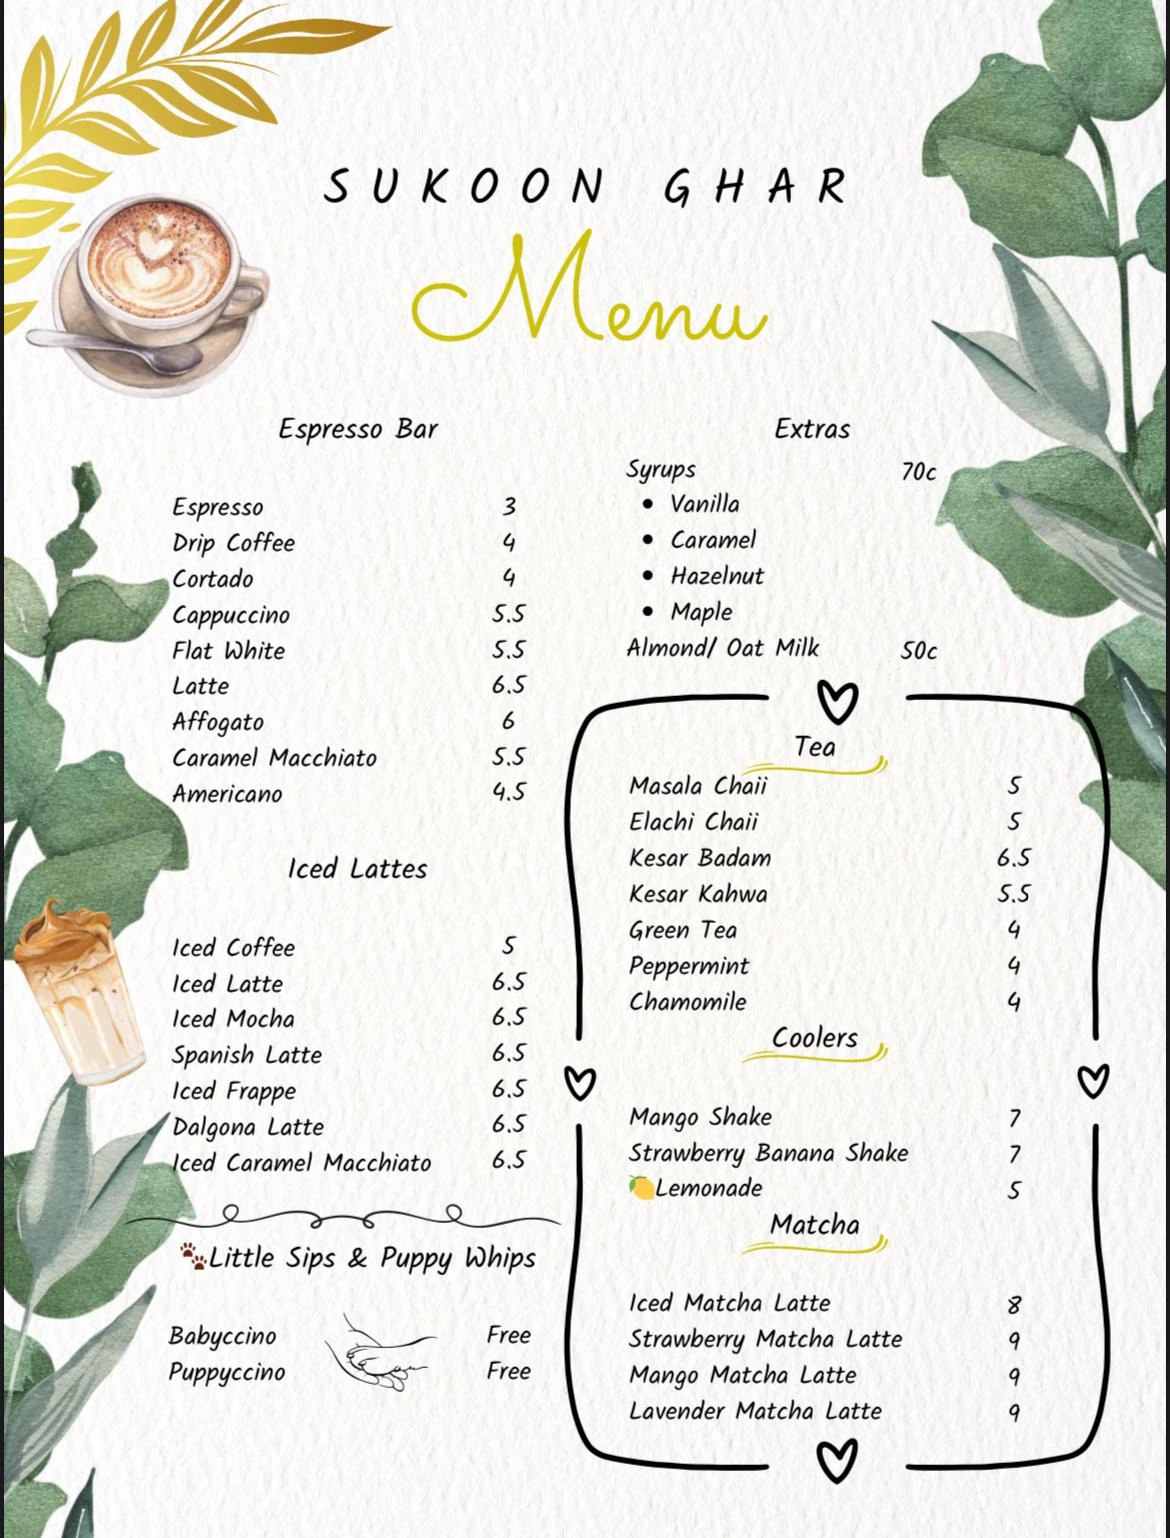 SUKOON GHAR
Menu
Espresso Bar
Espresso 3
Drip Coffee 4
Cortado 4
Cappuccino 5.5
Flat White 5.5
Latte 6.5
Affogato 6
Caramel Macchiato 5.5
Americano 4.5
Iced Lattes
Iced Coffee 5
Iced Latte 6.5
Iced Mocha 6.5
Spanish Latte 6.5
Iced Frappe 6.5
Dalgona Latte 6.5
Iced Caramel Macchiato 6.5
🐾Little Sips & Puppy Whips
Babyccino Free
Puppyccino Free
Extras
Syrups 70c
• Vanilla
• Caramel
• Hazelnut
• Maple
Almond/ Oat Milk 50c
Tea
Masala Chaii 5
Elachi Chaii 5
Kesar Badam 6.5
Kesar Kahwa 5.5
Green Tea 4
Peppermint 4
Chamomile 4
Coolers
Mango Shake 7
Strawberry Banana Shake 7
🍋Lemonade 5
Matcha
Iced Matcha Latte 8
Strawberry Matcha Latte 9
Mango Matcha Latte 9
Lavender Matcha Latte 9